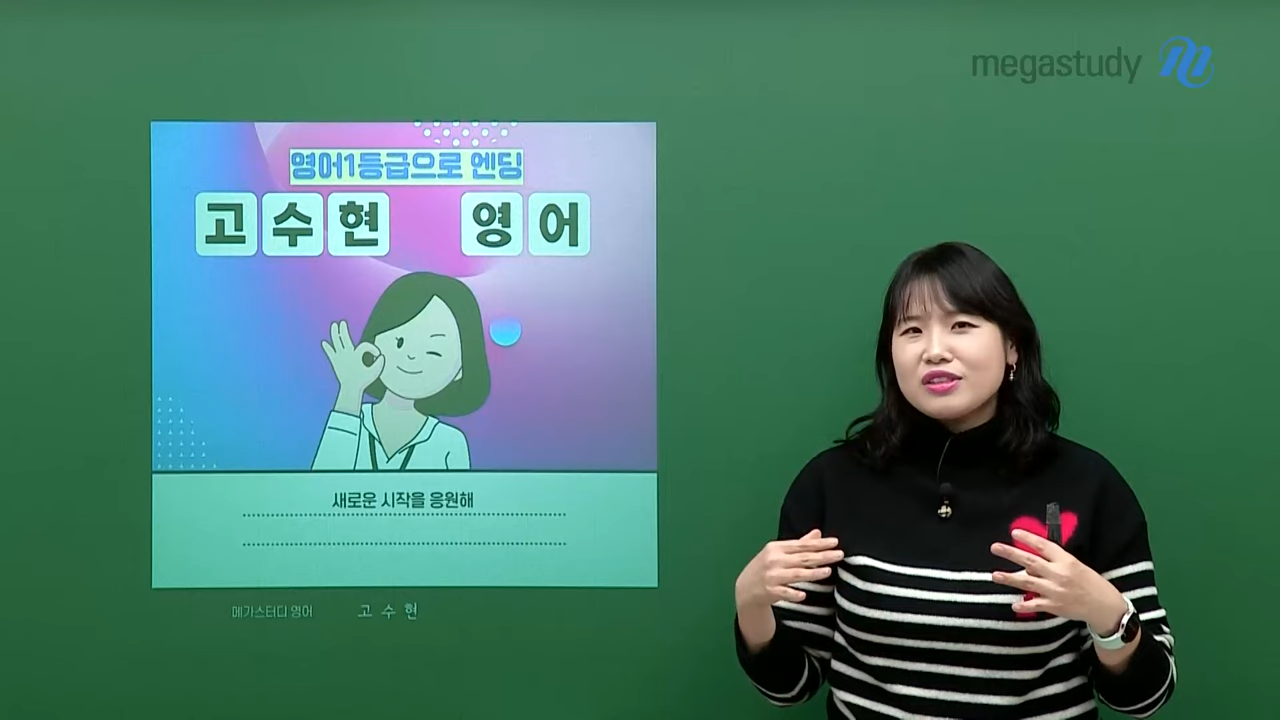 megastudy
영어1등급으로 엔딩
고수현 영어
새로운 시작을 응원해
메가스터디 영어 고 수 현